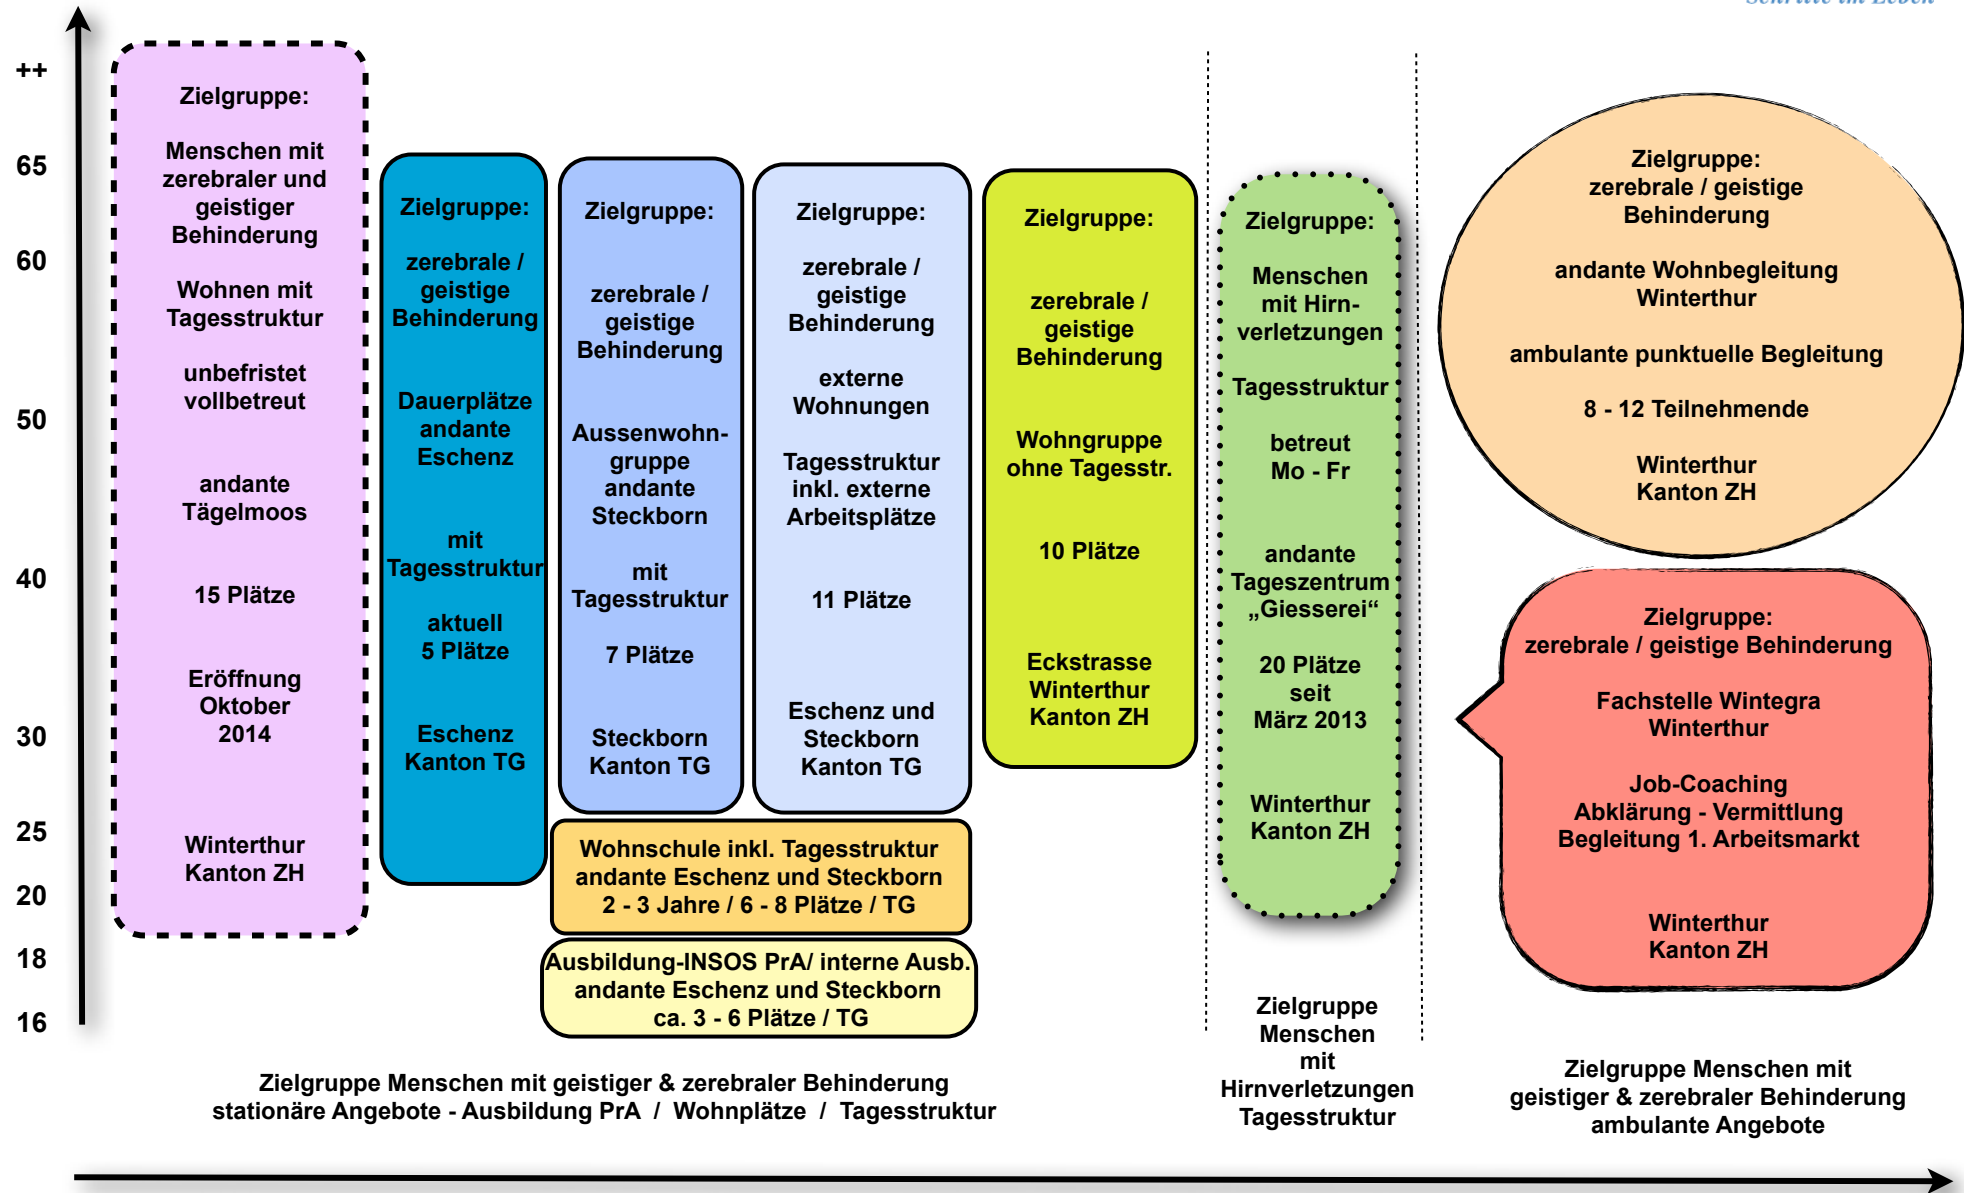 Schritte im Leben
++
65
60
50
40
30
25
20
18
16
Zielgruppe:
Menschen mit
zerebraler und
geistiger
Behinderung
Wohnen mit
Tagesstruktur
unbefristet
vollbetreut
andante
Tägelmoos
15 Plätze
Eröffnung
Oktober
2014
Winterthur
Kanton ZH
Zielgruppe:
zerebrale /
geistige
Behinderung
Dauerplätze
andante
Eschenz
mit
Tagesstruktur
aktuell
5 Plätze
Eschenz
Kanton TG
Zielgruppe:
zerebrale /
geistige
Behinderung
Aussenwohn-
gruppe
andante
Steckborn
mit
Tagesstruktur
7 Plätze
Steckborn
Kanton TG
Zielgruppe:
zerebrale /
geistige
Behinderung
externe
Wohnungen
Tagesstruktur
inkl. externe
Arbeitsplätze
11 Plätze
Eschenz und
Steckborn
Kanton TG
Wohnschule inkl. Tagesstruktur
andante Eschenz und Steckborn
2 - 3 Jahre / 6 - 8 Plätze / TG
Ausbildung-INSOS PrA/ interne Ausb.
andante Eschenz und Steckborn
ca. 3 - 6 Plätze / TG
Zielgruppe:
zerebrale /
geistige
Behinderung
Wohngruppe
ohne Tagesstr.
10 Plätze
Eckstrasse
Winterthur
Kanton ZH
Zielgruppe:
Menschen
mit Hirn-
verletzungen
Tagesstruktur
betreut
Mo - Fr
andante
Tageszentrum
„Giesserei“
20 Plätze
seit
März 2013
Winterthur
Kanton ZH
Zielgruppe:
zerebrale / geistige
Behinderung
andante Wohnbegleitung
Winterthur
ambulante punktuelle Begleitung
8 - 12 Teilnehmende
Winterthur
Kanton ZH
Zielgruppe:
zerebrale / geistige Behinderung
Fachstelle Wintegra
Winterthur
Job-Coaching
Abklärung - Vermittlung
Begleitung 1. Arbeitsmarkt
Winterthur
Kanton ZH
Zielgruppe Menschen mit geistiger & zerebraler Behinderung
stationäre Angebote - Ausbildung PrA / Wohnplätze / Tagesstruktur
Zielgruppe
Menschen
mit
Hirnverletzungen
Tagesstruktur
Zielgruppe Menschen mit
geistiger & zerebraler Behinderung
ambulante Angebote